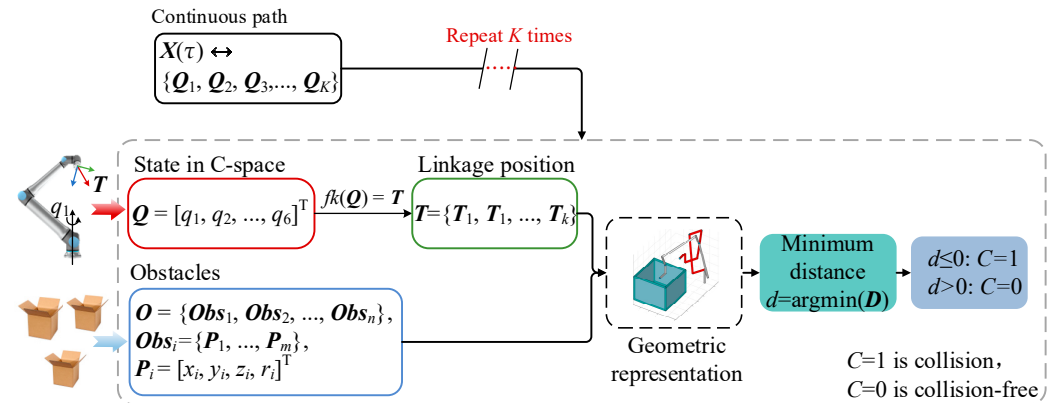 Continuous path
X(τ) ↔
{Q₁, Q₂, Q₃,..., Q_K}
Repeat K times
State in C-space
Linkage position
T
q₁
Q = [q₁, q₂, ..., q₆]ᵀ
fk(Q) = T
T={T₁, T₁, ..., Tₖ}
Obstacles
O = {Obs₁, Obs₂, ..., Obsₙ},
Obsᵢ={P₁, ..., Pₘ},
Pᵢ = [xᵢ, yᵢ, zᵢ, rᵢ]ᵀ
Geometric
representation
Minimum
distance
d=argmin(D)
d≤0: C=1
d>0: C=0
C=1 is collision，
C=0 is collision-free